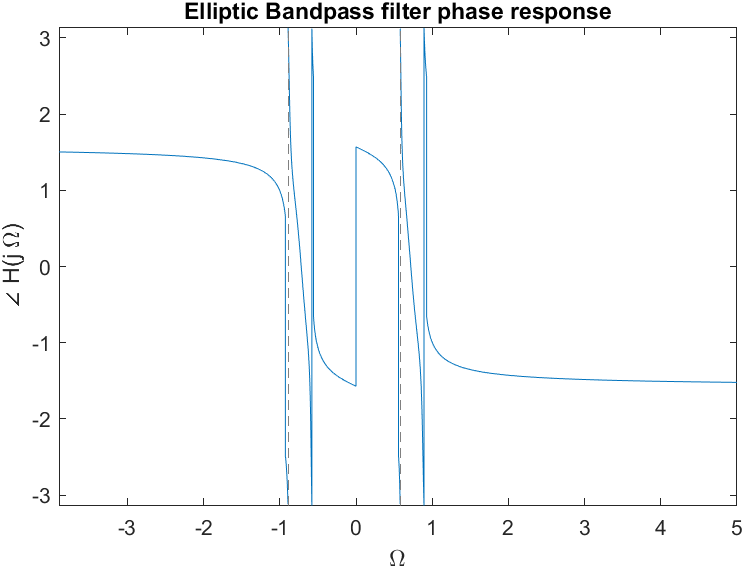 Elliptic Bandpass filter phase response
3
2
1
0
-1
-2
-3
∠ H(j Ω)
-3 -2 -1 0 1 2 3 4 5
Ω